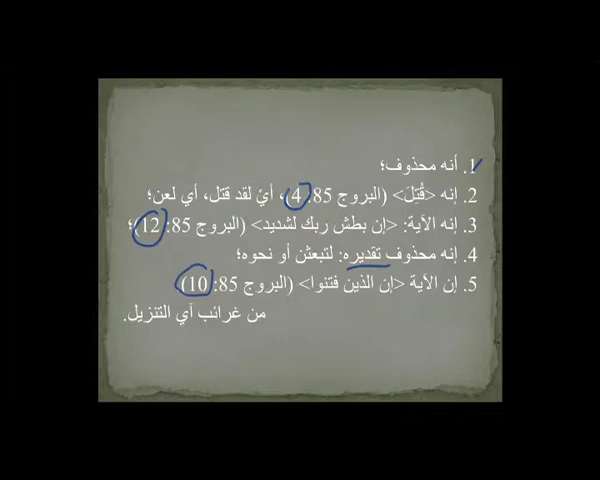 1. أنه محذوف؛
2. إنه <قُتِلَ> (البروج 85: 4)، أيْ لقد قتل، أي لعن؛
3. إنه الآية: <إن بطش ربك لشديد> (البروج 85: 12)؛
4. إنه محذوف تقديره: لتبعثن أو نحوه؛
5. إن الآية <إن الذين فتنوا> (البروج 85: 10)
من غرائب آي التنزيل.